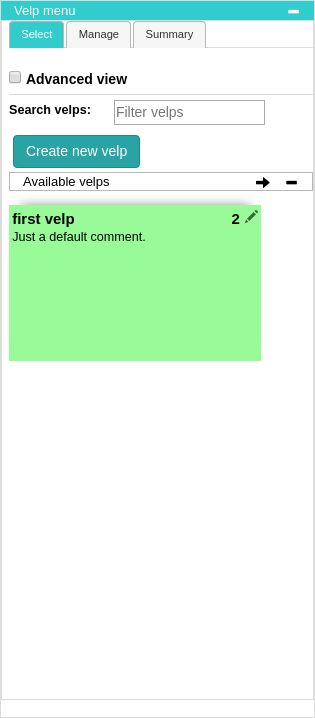 Velp menu
Select Manage Summary
Advanced view
Search velps: Filter velps
Create new velp
Available velps
first velp 2
Just a default comment.